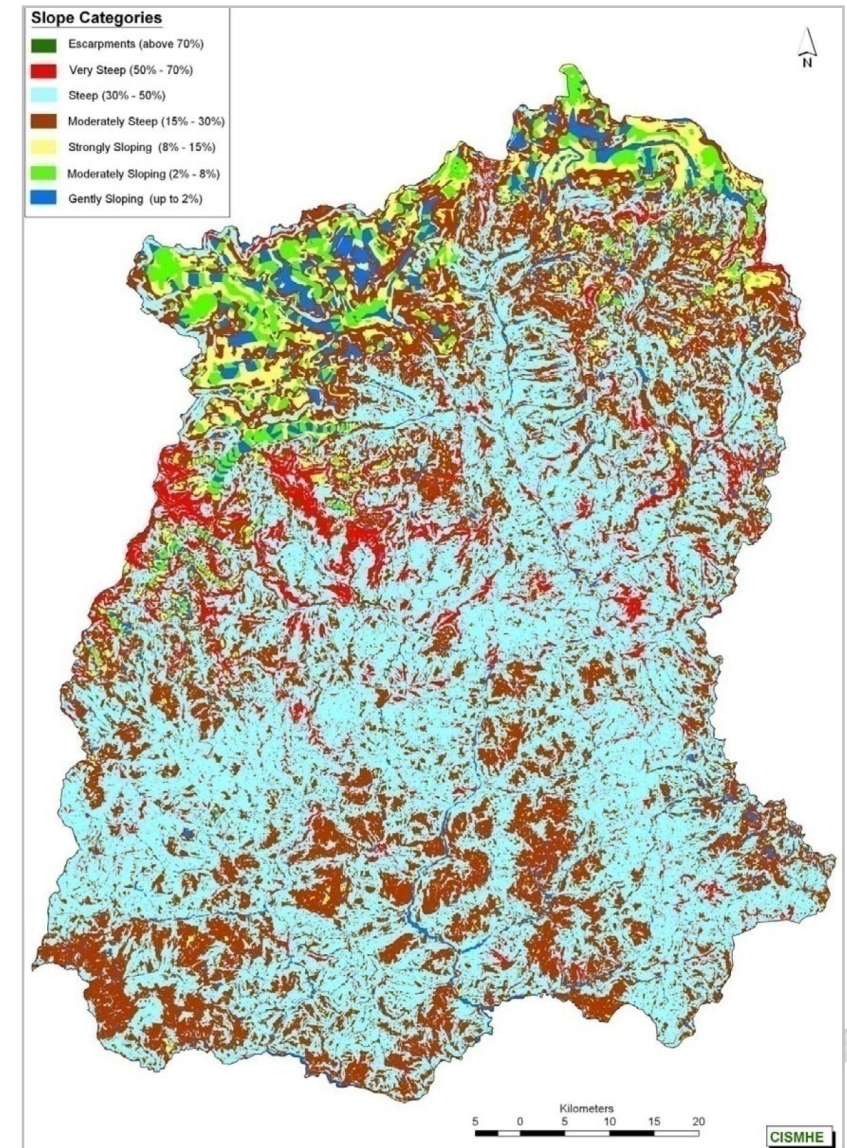 Slope Categories
Escarpments (above 70%)
Very Steep (50% - 70%)
Steep (30% - 50%)
Moderately Steep (15% - 30%)
Strongly Sloping (8% - 15%)
Moderately Sloping (2% - 8%)
Gently Sloping (up to 2%)
N
Kilometers
5 0 5 10 15 20
CISMHE